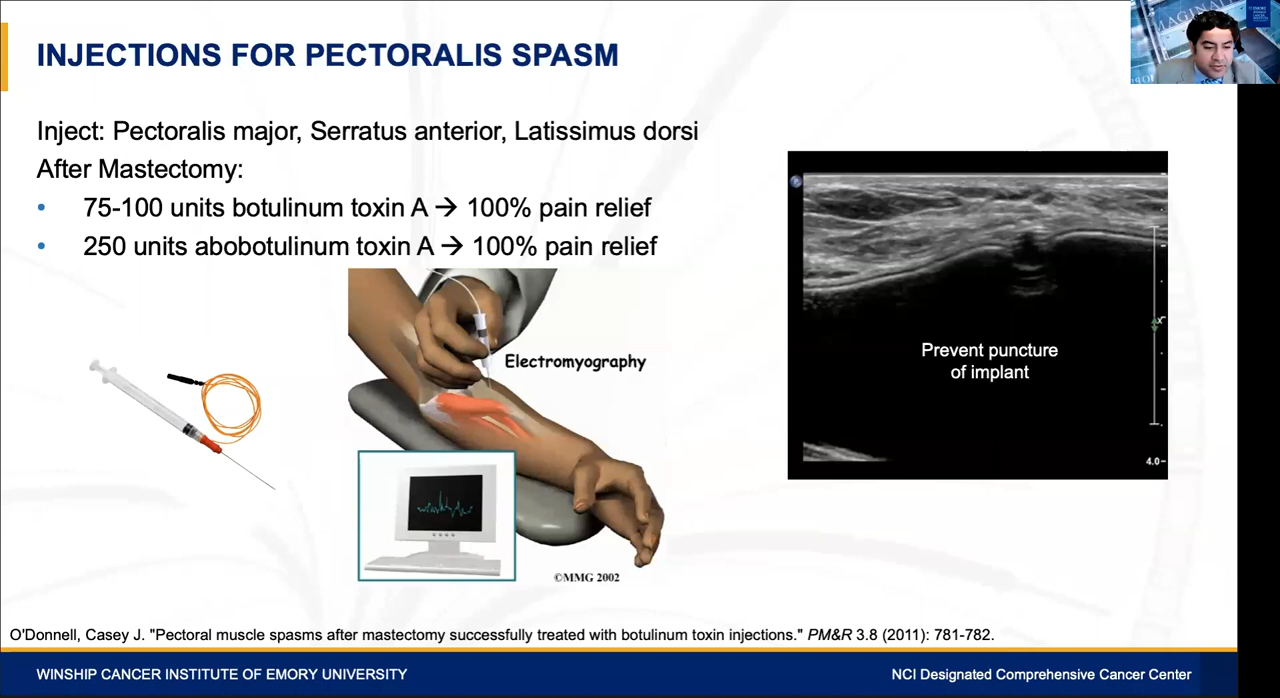 INJECTIONS FOR PECTORALIS SPASM
Inject: Pectoralis major, Serratus anterior, Latissimus dorsi
After Mastectomy:
• 75-100 units botulinum toxin A → 100% pain relief
• 250 units abobotulinum toxin A → 100% pain relief
Electromyography
©MMG 2002
Prevent puncture
of implant
x
4.0
O'Donnell, Casey J. "Pectoral muscle spasms after mastectomy successfully treated with botulinum toxin injections." PM&R 3.8 (2011): 781-782.
WINSHIP CANCER INSTITUTE OF EMORY UNIVERSITY
NCI Designated Comprehensive Cancer Center
EMORY